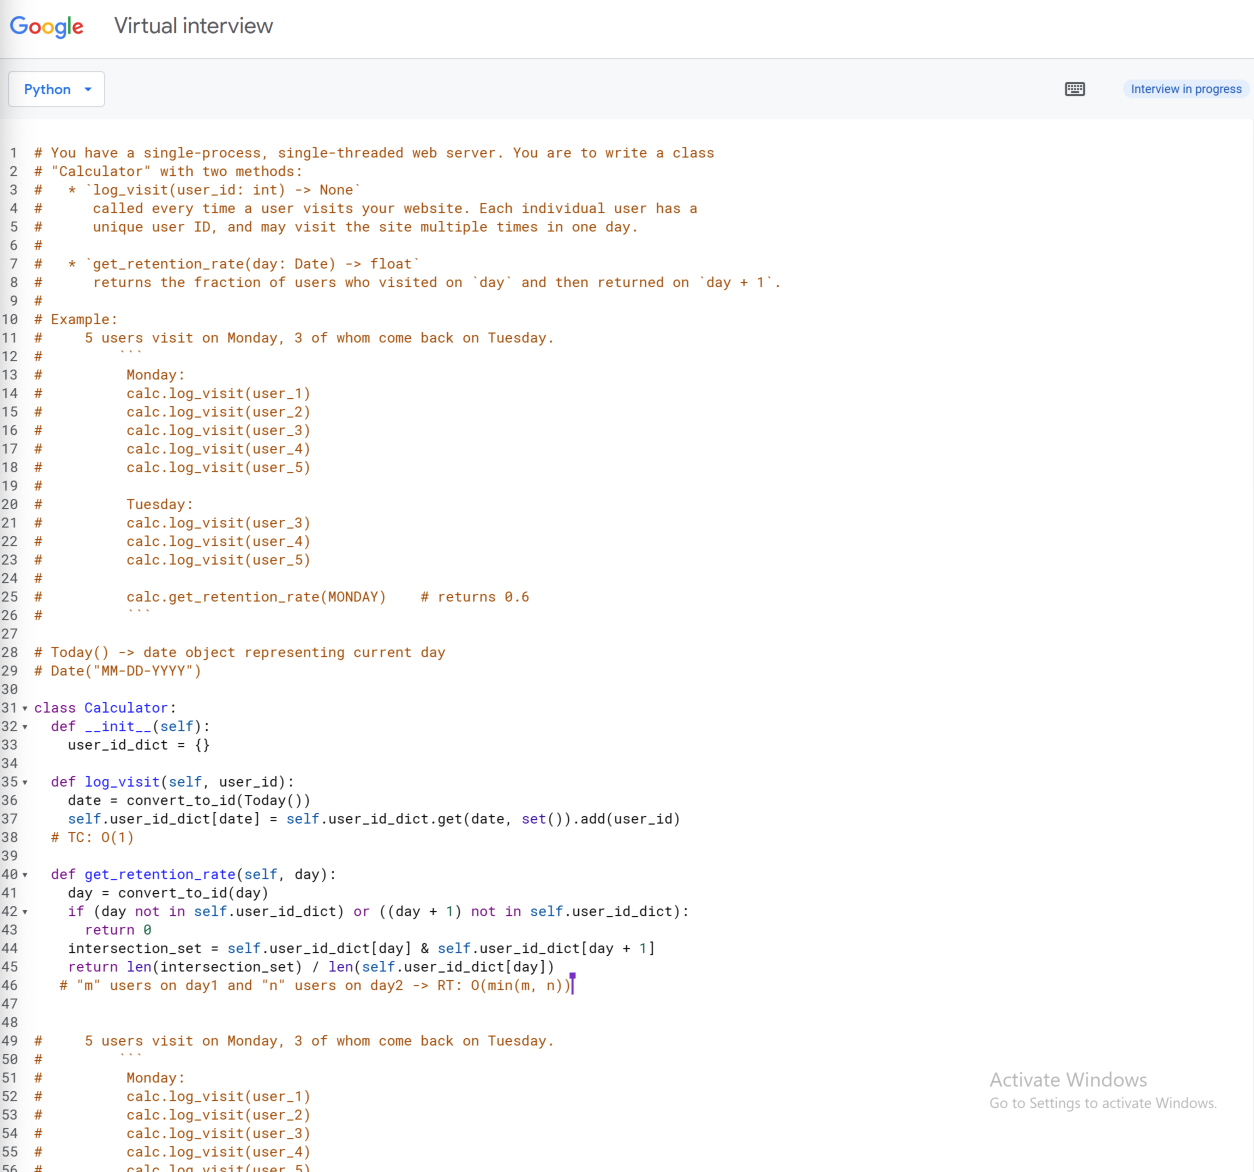 Google Virtual interview
Python
Interview in progress
1 # You have a single-process, single-threaded web server. You are to write a class
2 # "Calculator" with two methods:
3 #   * `log_visit(user_id: int) -> None`
4 #      called every time a user visits your website. Each individual user has a
5 #      unique user ID, and may visit the site multiple times in one day.
6 #
7 #   * `get_retention_rate(day: Date) -> float`
8 #      returns the fraction of users who visited on `day` and then returned on `day + 1`.
9 #
10 # Example:
11 #     5 users visit on Monday, 3 of whom come back on Tuesday.
12 #         ```
13 #          Monday:
14 #          calc.log_visit(user_1)
15 #          calc.log_visit(user_2)
16 #          calc.log_visit(user_3)
17 #          calc.log_visit(user_4)
18 #          calc.log_visit(user_5)
19 #
20 #          Tuesday:
21 #          calc.log_visit(user_3)
22 #          calc.log_visit(user_4)
23 #          calc.log_visit(user_5)
24 #
25 #          calc.get_retention_rate(MONDAY)    # returns 0.6
26 #          ```
27
28 # Today() -> date object representing current day
29 # Date("MM-DD-YYYY")
30
31 class Calculator:
32   def __init__(self):
33     user_id_dict = {}
34
35   def log_visit(self, user_id):
36     date = convert_to_id(Today())
37     self.user_id_dict[date] = self.user_id_dict.get(date, set()).add(user_id)
38   # TC: O(1)
39
40   def get_retention_rate(self, day):
41     day = convert_to_id(day)
42     if (day not in self.user_id_dict) or ((day + 1) not in self.user_id_dict):
43       return 0
44     intersection_set = self.user_id_dict[day] & self.user_id_dict[day + 1]
45     return len(intersection_set) / len(self.user_id_dict[day])
46    # "m" users on day1 and "n" users on day2 -> RT: O(min(m, n))
47
48
49 #     5 users visit on Monday, 3 of whom come back on Tuesday.
50 #         ```
51 #          Monday:
52 #          calc.log_visit(user_1)
53 #          calc.log_visit(user_2)
54 #          calc.log_visit(user_3)
55 #          calc.log_visit(user_4)
56 #          calc.log_visit(user_5)
Activate Windows
Go to Settings to activate Windows.